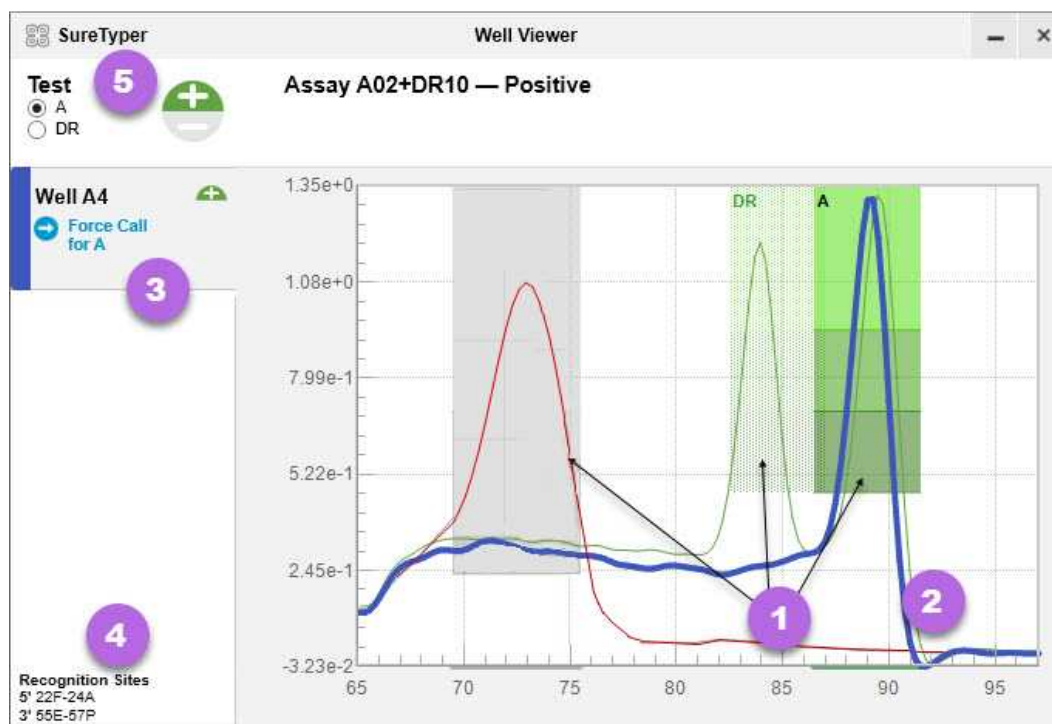 SureTyper
Well Viewer
Test
5
A
DR
Assay A02+DR10 — Positive
Well A4
Force Call
for A
3
4
Recognition Sites
5' 22F-24A
3' 55E-57P
1.35e+0
1.08e+0
7.99e-1
5.22e-1
2.45e-1
-3.23e-2
DR
A
1
2
65
70
75
80
85
90
95